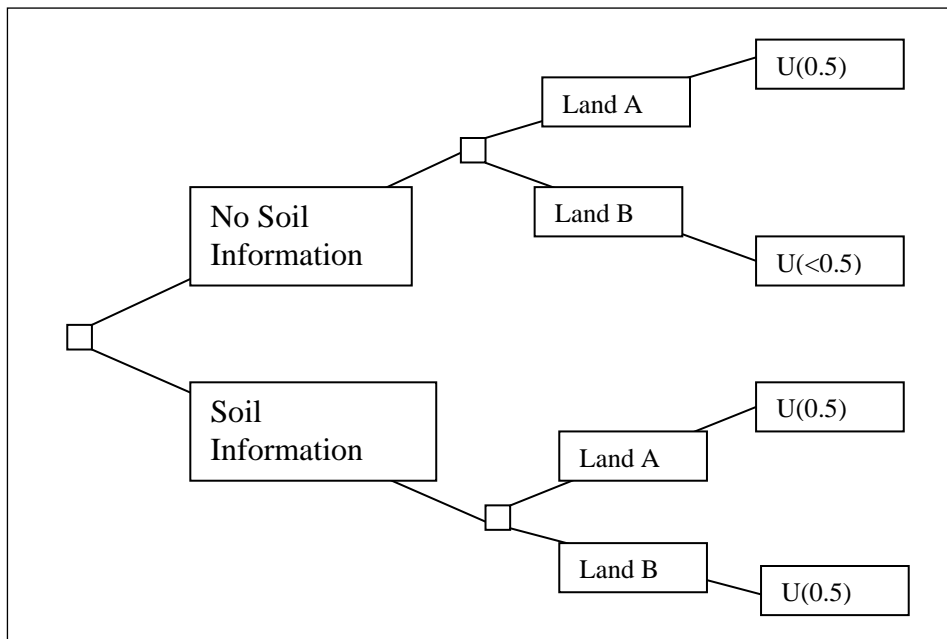 U(0.5)
Land A
No Soil
Information
Land B
U(<0.5)
Soil
Information
U(0.5)
Land A
Land B
U(0.5)